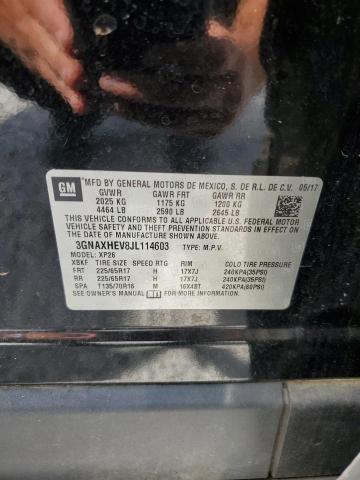 GM
MFD BY GENERAL MOTORS DE MEXICO, S. DE R.L. DE C.V. 05/17
GVWR GAWR FRT GAWR RR
2025 KG 1175 KG 1200 KG
4464 LB 2590 LB 2645 LB
THIS VEHICLE CONFORMS TO ALL APPLICABLE U.S. FEDERAL MOTOR
VEHICLE SAFETY AND THEFT PREVENTION STANDARDS IN EFFECT ON
THE DATE OF MANUFACTURE SHOWN ABOVE.
3GNAXHEV8JL114603 TYPE: M.P.V.
MODEL: XP26
XBKF TIRE SIZE SPEED RTG RIM COLD TIRE PRESSURE
FRT 225/65R17 H 17X7J 240KPA(35PSI)
RR 225/65R17 H 17X7J 240KPA(35PSI)
SPA T135/70R16 M 16X4BT 420KPA(60PSI)
SEE OWNER'S MANUAL FOR ADDITIONAL INFORMATION.